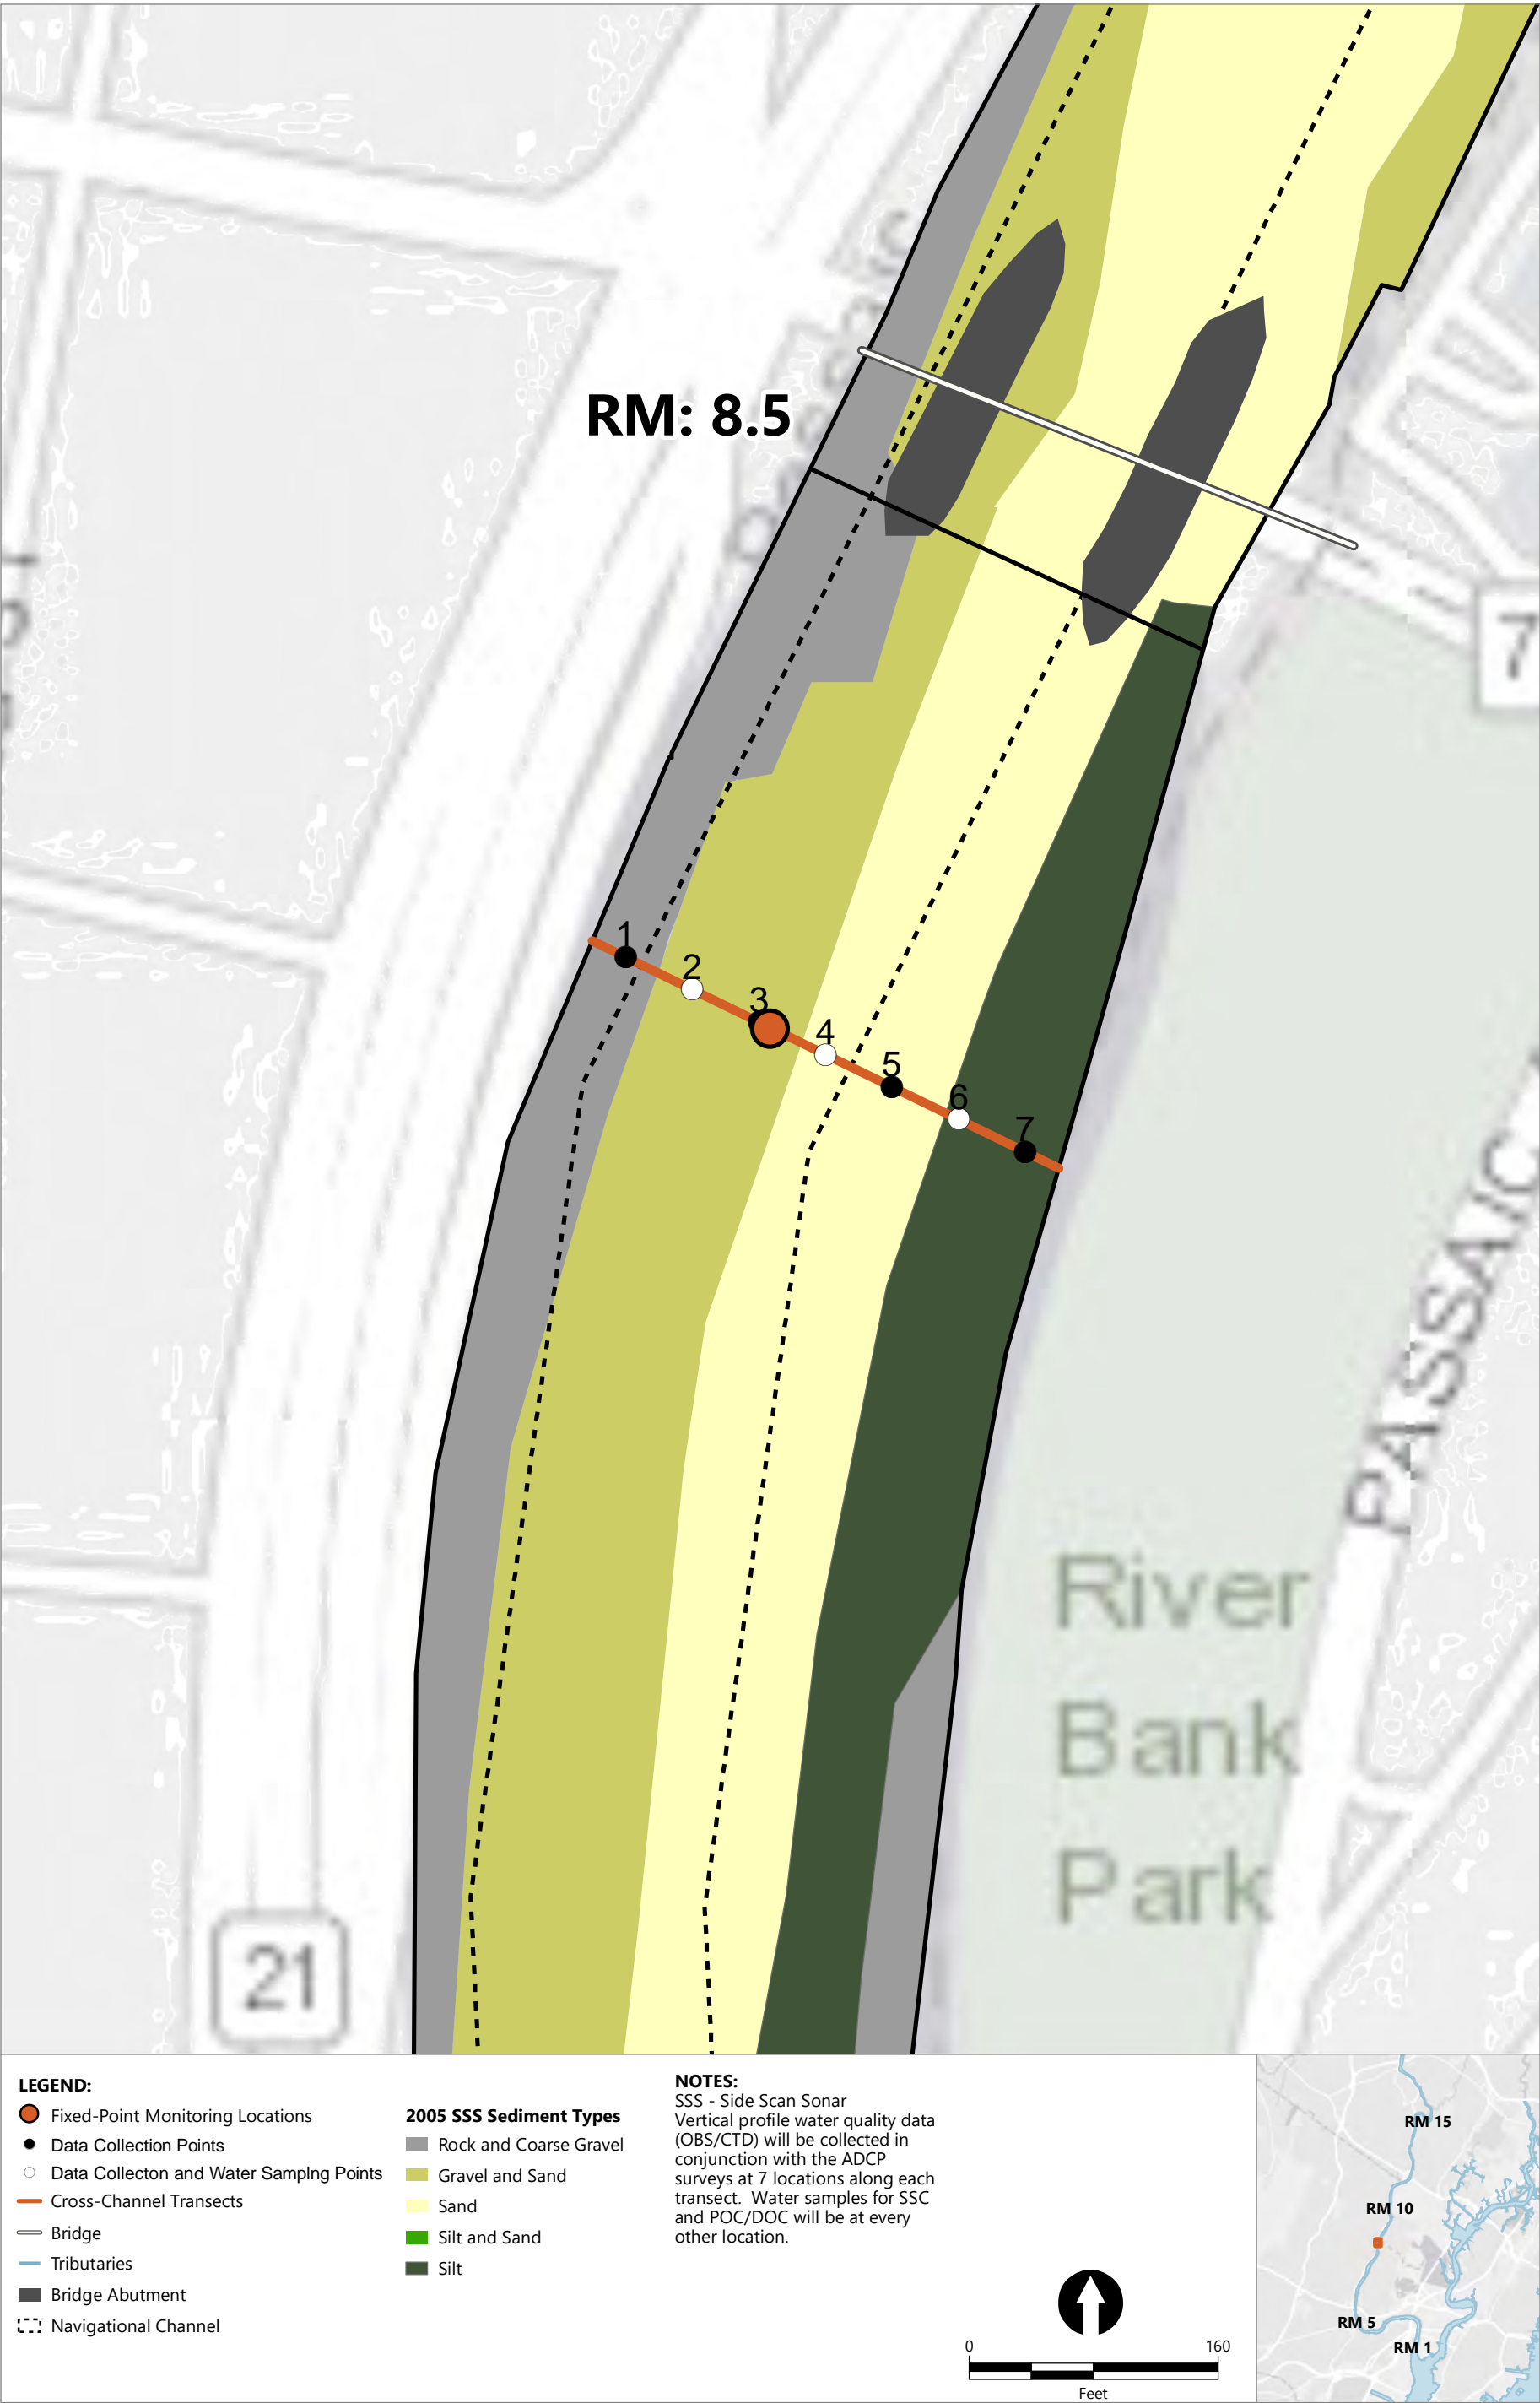 RM: 8.5
7
1
2
3
4
5
6
7
PASSAIC
River
Bank
Park
21
LEGEND:
Fixed-Point Monitoring Locations
Data Collection Points
Data Collecton and Water Samplng Points
Cross-Channel Transects
Bridge
Tributaries
Bridge Abutment
Navigational Channel
2005 SSS Sediment Types
Rock and Coarse Gravel
Gravel and Sand
Sand
Silt and Sand
Silt
NOTES:
SSS - Side Scan Sonar
Vertical profile water quality data
(OBS/CTD) will be collected in
conjunction with the ADCP
surveys at 7 locations along each
transect. Water samples for SSC
and POC/DOC will be at every
other location.
0
160
Feet
RM 15
RM 10
RM 5
RM 1